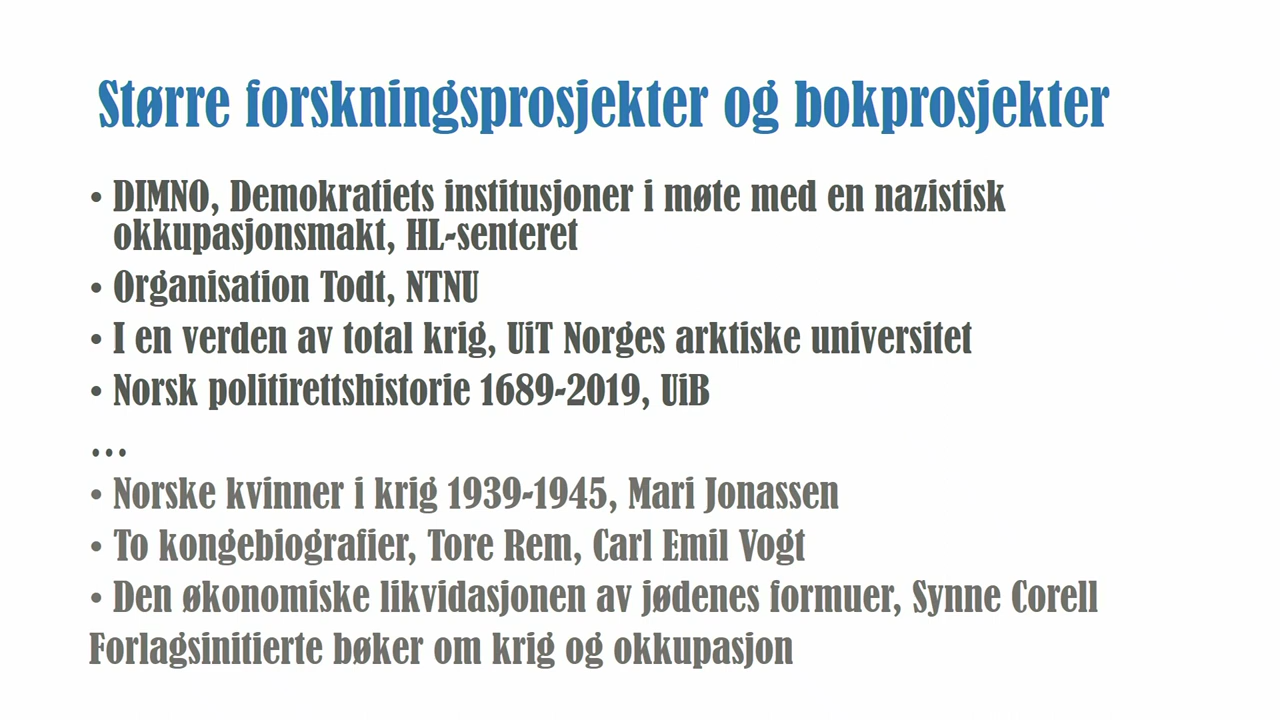 Større forskningsprosjekter og bokprosjekter
• DIMNO, Demokratiets institusjoner i møte med en nazistisk
okkupasjonsmakt, HL-senteret
• Organisation Todt, NTNU
• I en verden av total krig, UiT Norges arktiske universitet
• Norsk politirettshistorie 1689-2019, UiB
…
• Norske kvinner i krig 1939-1945, Mari Jonassen
• To kongebiografier, Tore Rem, Carl Emil Vogt
• Den økonomiske likvidasjonen av jødenes formuer, Synne Corell
Forlagsinitierte bøker om krig og okkupasjon